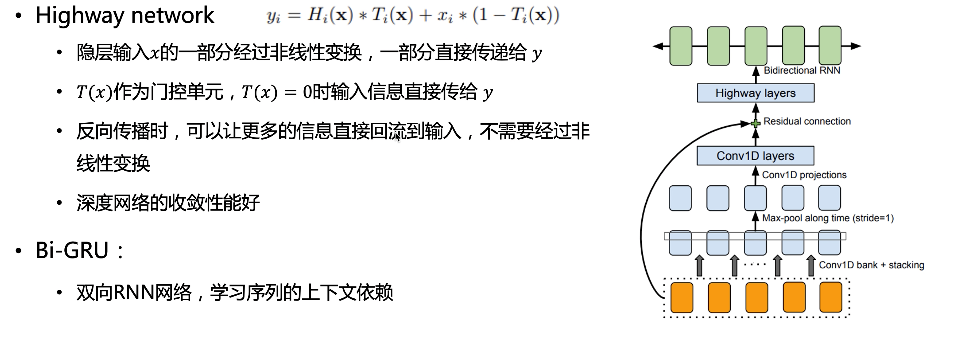 • Highway network
y_i = H_i(x) * T_i(x) + x_i * (1 − T_i(x))
• 隐层输入x的一部分经过非线性变换，一部分直接传递给 y
• T(x)作为门控单元，T(x) = 0时输入信息直接传给 y
• 反向传播时，可以让更多的信息直接回流到输入，不需要经过非
线性变换
• 深度网络的收敛性能好
• Bi-GRU：
• 双向RNN网络，学习序列的上下文依赖
Bidirectional RNN
Highway layers
Residual connection
Conv1D layers
Conv1D projections
Max-pool along time (stride=1)
Conv1D bank + stacking